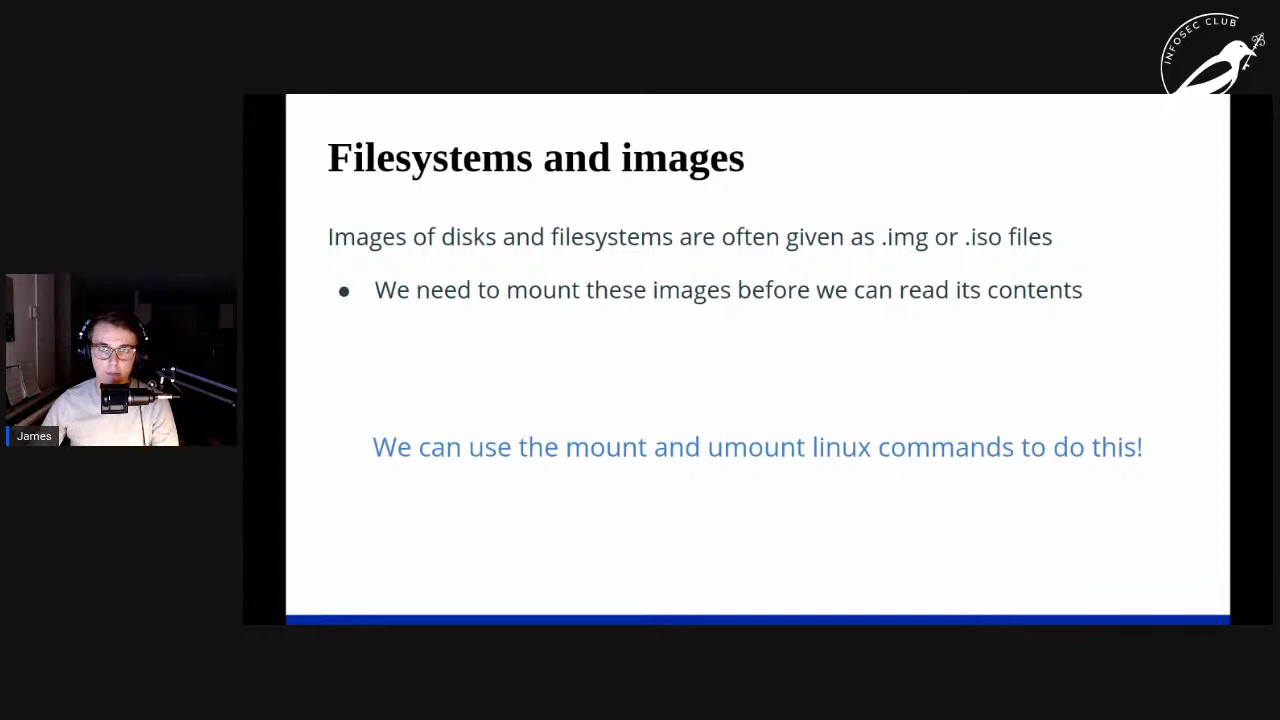 INFOSEC CLUB
Filesystems and images
Images of disks and filesystems are often given as .img or .iso files
● We need to mount these images before we can read its contents
We can use the mount and umount linux commands to do this!
James